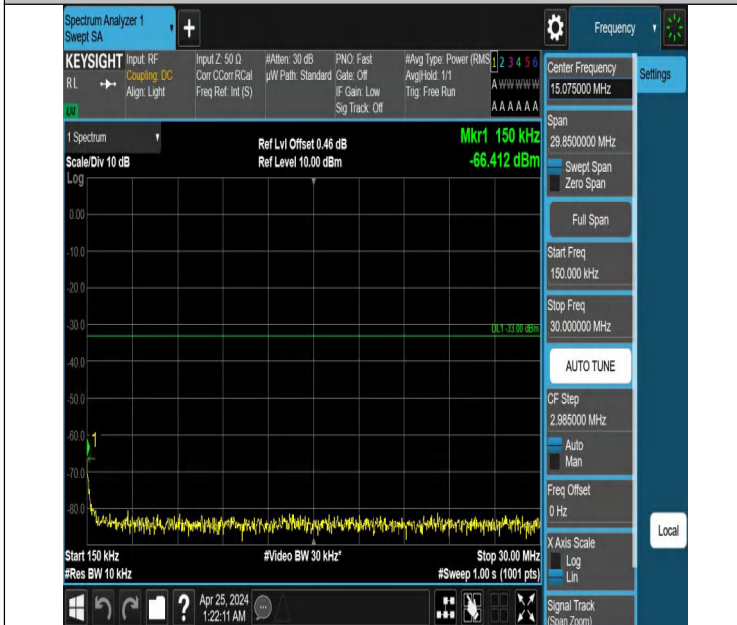 Spectrum Analyzer 1
Swept SA
+
Frequency
KEYSIGHT
RL
LXI
Input: RF
Coupling: DC
Align: Light
Input Z: 50 Ω
Corr CCorr RCal
Freq Ref: Int (S)
#Atten: 30 dB
µW Path: Standard
PNO: Fast
Gate: Off
IF Gain: Low
Sig Track: Off
#Avg Type: Power (RMS
Avg|Hold: 1/1
Trig: Free Run
1 2 3 4 5 6
A W W W W W
A A A A A A
1 Spectrum
Scale/Div 10 dB
Ref Lvl Offset 0.46 dB
Ref Level 10.00 dBm
Mkr1 150 kHz
-66.412 dBm
Log
0.00
-10.0
-20.0
-30.0
-40.0
-50.0
-60.0
-70.0
-80.0
DL1 -33.00 dBm
1
Start 150 kHz
#Res BW 10 kHz
#Video BW 30 kHz*
Stop 30.00 MHz
#Sweep 1.00 s (1001 pts)
?
Apr 25, 2024
1:22:11 AM
Center Frequency
15.075000 MHz
Span
29.8500000 MHz
Swept Span
Zero Span
Full Span
Start Freq
150.000 kHz
Stop Freq
30.000000 MHz
AUTO TUNE
CF Step
2.985000 MHz
Auto
Man
Freq Offset
0 Hz
X Axis Scale
Log
Lin
Signal Track
(Span Zoom)
Settings
Local